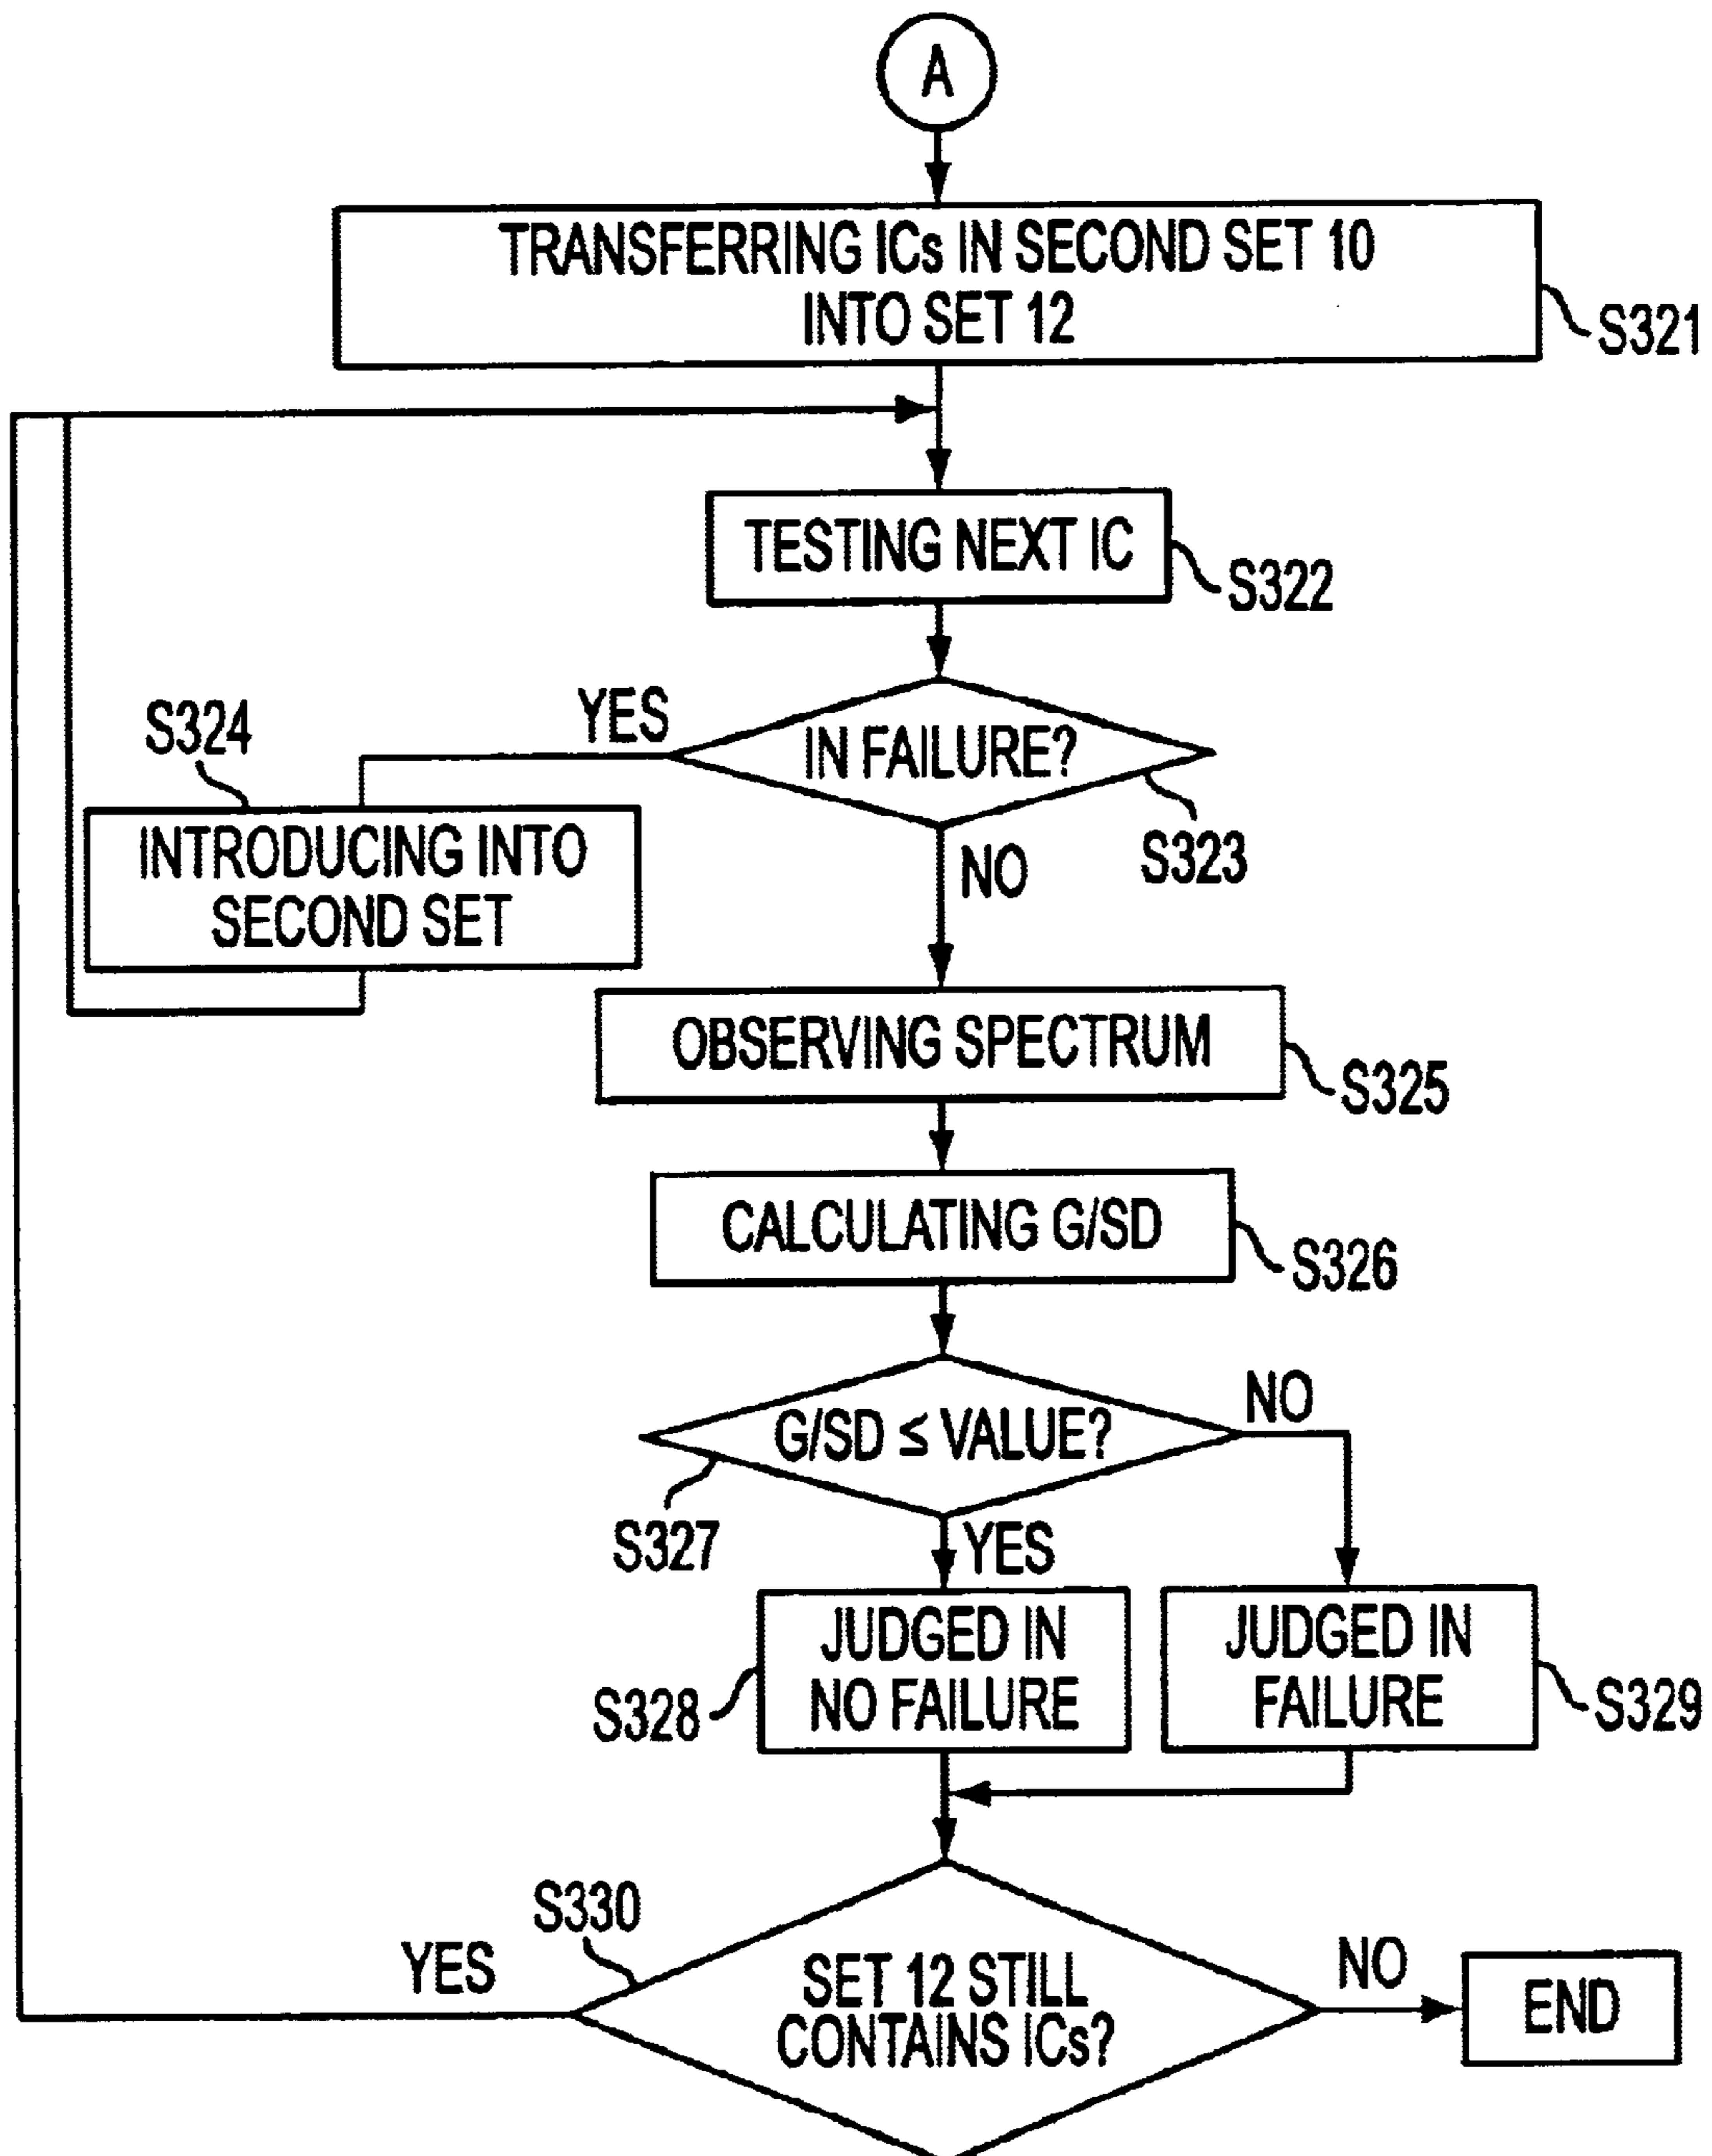 A
TRANSFERRING ICs IN SECOND SET 10
INTO SET 12
S321
TESTING NEXT IC
S322
S324
YES
IN FAILURE?
S323
INTRODUCING INTO
SECOND SET
NO
OBSERVING SPECTRUM
S325
CALCULATING G/SD
S326
G/SD ≤ VALUE?
NO
S327
YES
JUDGED IN
NO FAILURE
S328
JUDGED IN
FAILURE
S329
S330
YES
SET 12 STILL
CONTAINS ICs?
NO
END